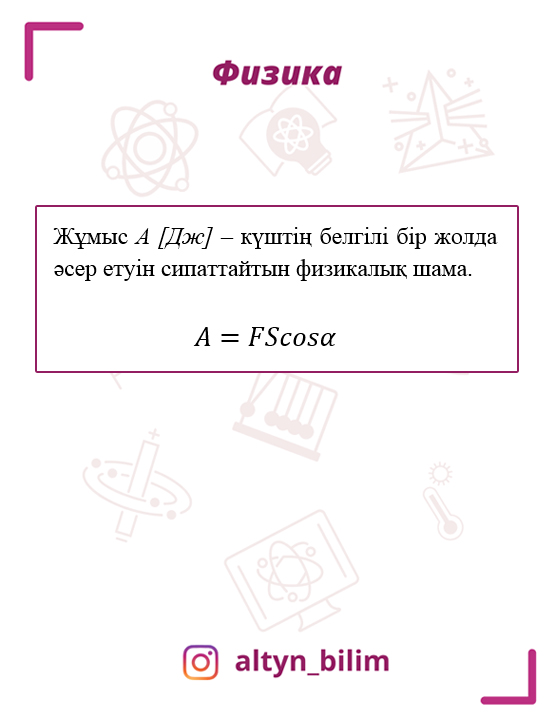 Физика
Жұмыс A [Дж] – күштің белгілі бір жолда
әсер етуін сипаттайтын физикалық шама.
A = FScosα
altyn_bilim